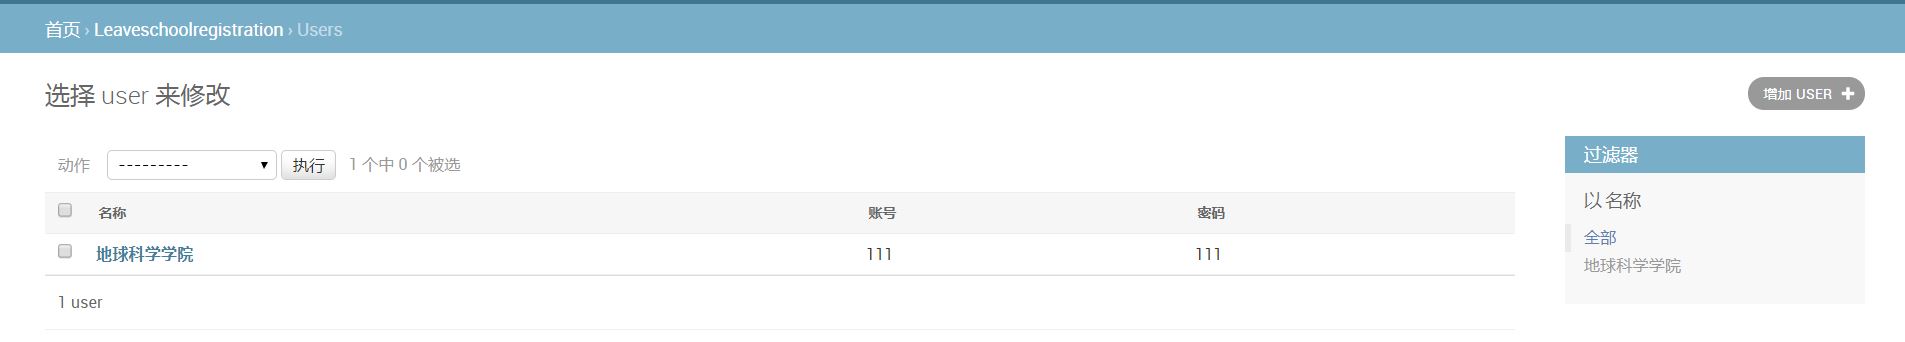 首页 › Leaveschoolregistration › Users
选择 user 来修改
增加 USER
动作 --------- 执行 1 个中 0 个被选
名称 账号 密码
地球科学学院 111 111
1 user
过滤器
以 名称
全部
地球科学学院